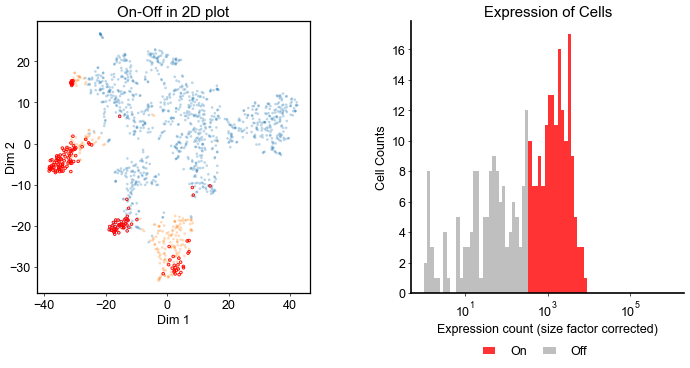 On-Off in 2D plot
20
10
0
−10
−20
−30
Dim 2
−40
−20
0
20
40
Dim 1
Expression of Cells
16
14
12
10
8
6
4
2
0
Cell Counts
10^1
10^3
10^5
Expression count (size factor corrected)
On
Off